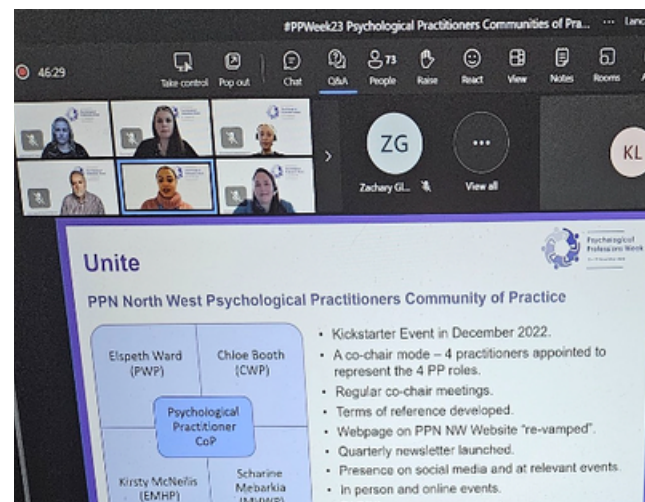 #PPWeek23 Psychological Practitioners Communities of Pra...
Lanc
46:29
Take control
Pop out
Chat
Q&A
73
People
Raise
React
View
Notes
Rooms
ZG
KL
Zachary Gl...
View all
Psychological
Professions Week
Unite
PPN North West Psychological Practitioners Community of Practice
Elspeth Ward
(PWP)
Chloe Booth
(CWP)
Psychological
Practitioner
CoP
Kirsty McNeilis
(EMHP)
Scharine
Mebarkia
(MHWP)
• Kickstarter Event in December 2022.
• A co-chair mode – 4 practitioners appointed to
represent the 4 PP roles.
• Regular co-chair meetings.
• Terms of reference developed.
• Webpage on PPN NW Website "re-vamped".
• Quarterly newsletter launched.
• Presence on social media and at relevant events.
• In person and online events.